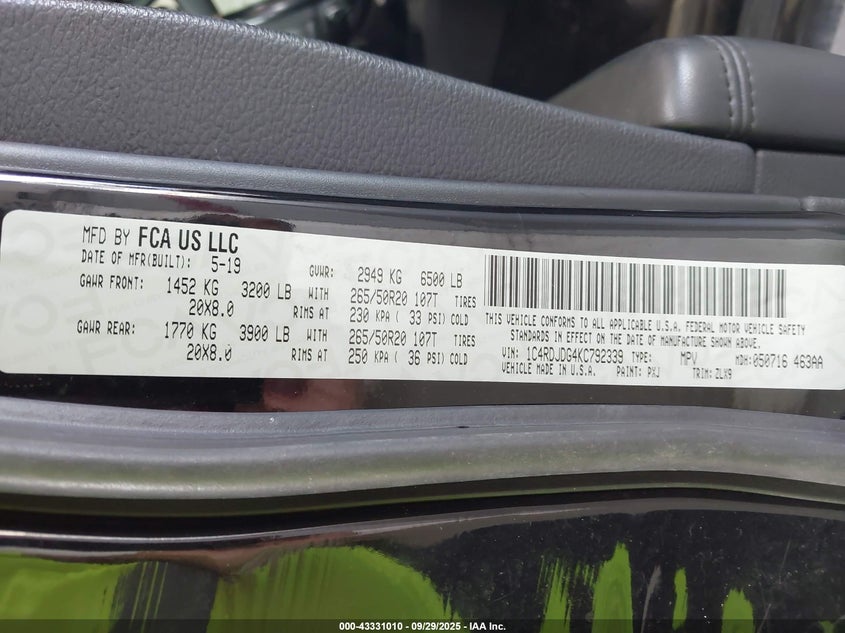 MFD BY FCA US LLC
DATE OF MFR(BUILT): 5-19 GVWR: 2949 KG 6500 LB
GAWR FRONT: 1452 KG 3200 LB WITH 265/50R20 107T TIRES
20X8.0 RIMS AT 230 KPA ( 33 PSI) COLD
GAWR REAR: 1770 KG 3900 LB WITH 265/50R20 107T TIRES
20X8.0 RIMS AT 250 KPA ( 36 PSI) COLD
THIS VEHICLE CONFORMS TO ALL APPLICABLE U.S.A. FEDERAL MOTOR VEHICLE SAFETY
STANDARDS IN EFFECT ON THE DATE OF MANUFACTURE SHOWN ABOVE.
VIN: 1C4RDJDG4KC792339 TYPE: MPV MDH: 050716 463AA
VEHICLE MADE IN U.S.A. PAINT: PXJ TRIM: ZLX9
000-43331010 - 09/29/2025 - IAA Inc.